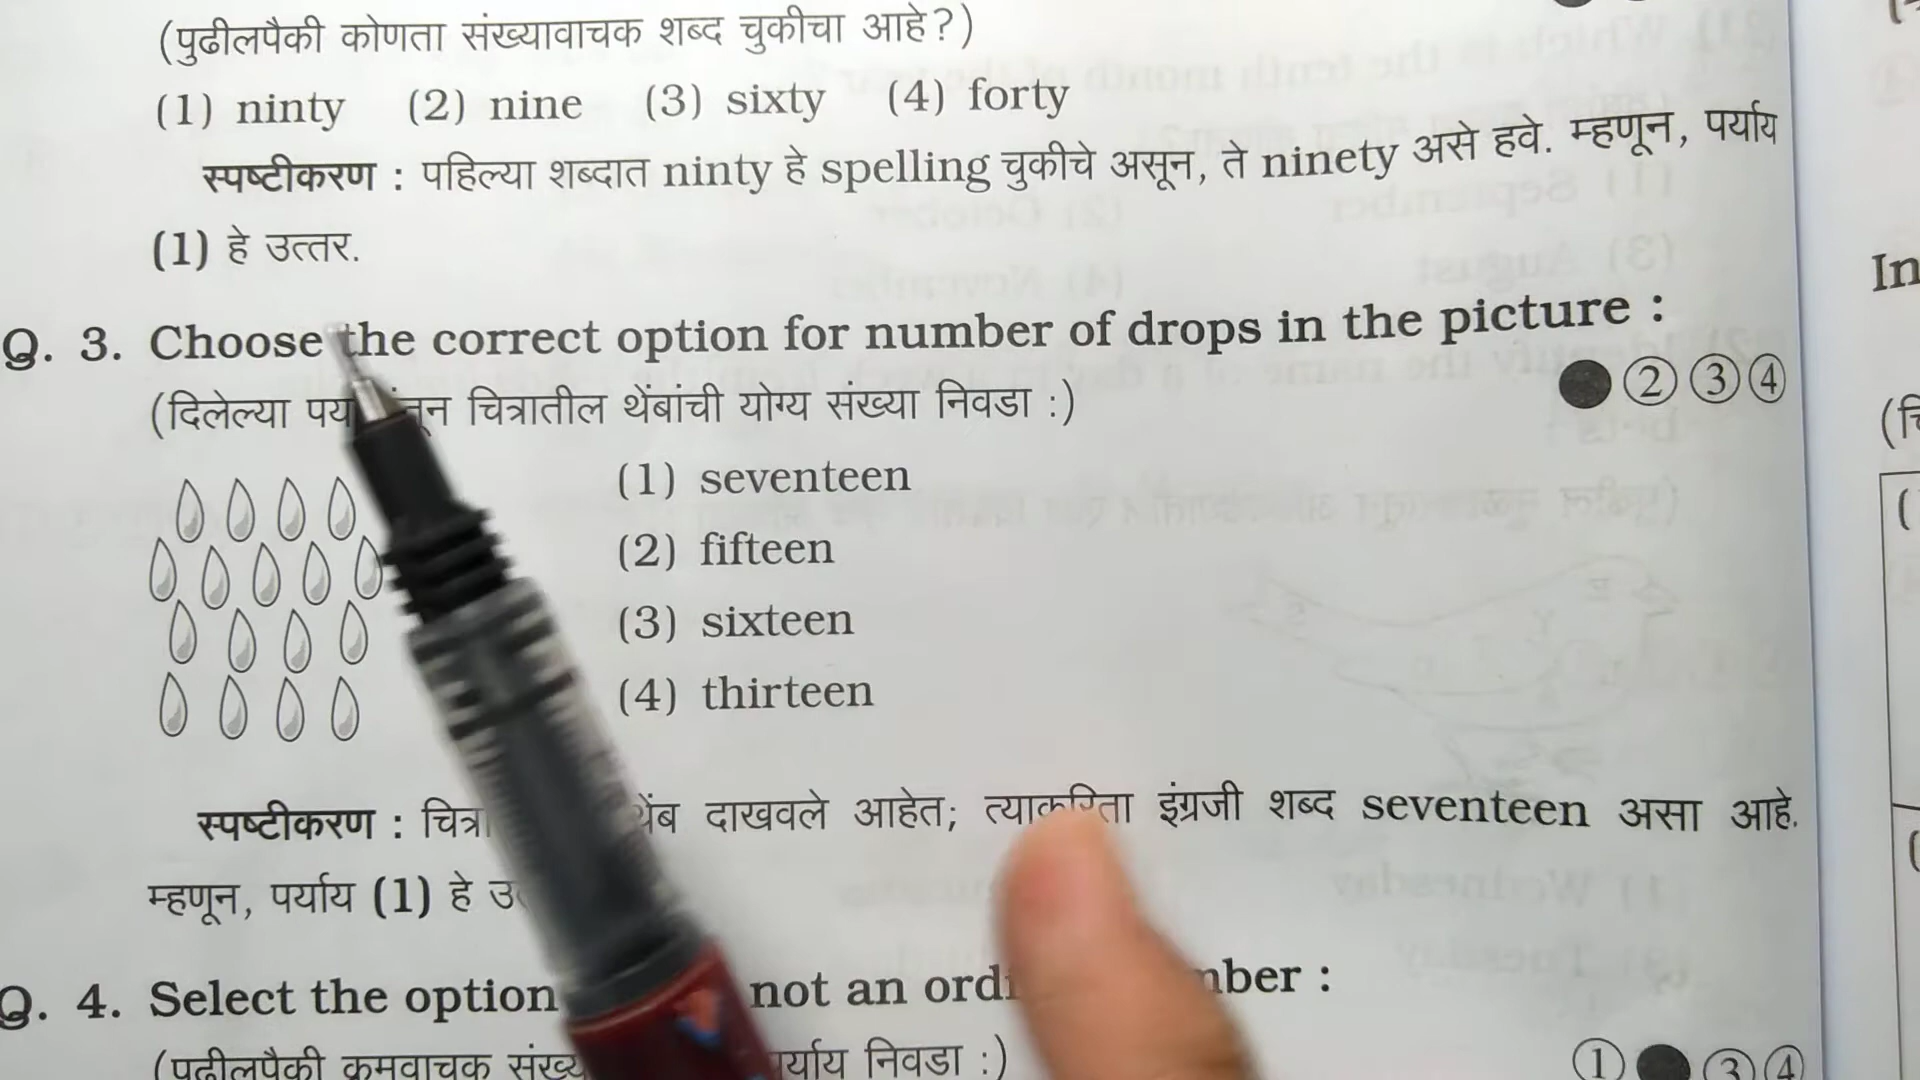 (पुढीलपैकी कोणता संख्यावाचक शब्द चुकीचा आहे?)
(1) ninty (2) nine (3) sixty (4) forty
स्पष्टीकरण : पहिल्या शब्दात ninty हे spelling चुकीचे असून, ते ninety असे हवे. म्हणून, पर्याय
(1) हे उत्तर.
Q. 3. Choose the correct option for number of drops in the picture :
(दिलेल्या चित्रातील थेंबांची योग्य संख्या निवडा :)
② ③ ④
(1) seventeen
(2) fifteen
(3) sixteen
(4) thirteen
स्पष्टीकरण : थेंब दाखवले आहेत; त्याकरिता इंग्रजी शब्द seventeen असा आहे.
म्हणून, पर्याय (1) हे
Q. 4. Select the option not an :
(पुढीलपैकी क्रमवाचक पर्याय निवडा :)
① ③ ④
In